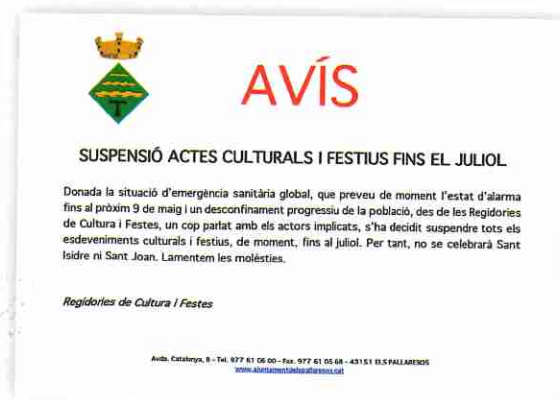 AVÍS
SUSPENSIÓ ACTES CULTURALS I FESTIUS FINS EL JULIOL
Donada la situació d'emergència sanitària global, que preveu de moment l'estat d'alarma
fins al pròxim 9 de maig i un desconfinament progressiu de la població, des de les Regidories
de Cultura i Festes, un cop parlat amb els actors implicats, s'ha decidit suspendre tots els
esdeveniments culturals i festius, de moment, fins al juliol. Per tant, no se celebrarà Sant
Isidre ni Sant Joan. Lamentem les molèsties.
Regidories de Cultura i Festes
Avda. Catalunya, 8 - Tel. 977 61 06 00 - Fax. 977 61 05 68 - 43151 ELS PALLARESOS
www.ajuntamentdelspallaresos.cat
T